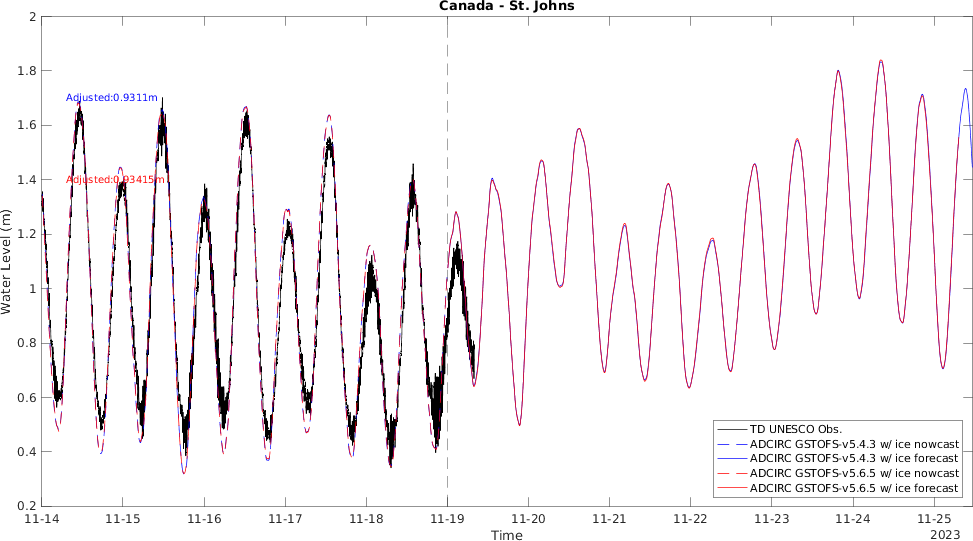 Canada - St. Johns
2
1.8
1.6
1.4
1.2
1
0.8
0.6
0.4
0.2
Water Level (m)
Adjusted:0.9311m
Adjusted:0.93415m
TD UNESCO Obs.
ADCIRC GSTOFS-v5.4.3 w/ ice nowcast
ADCIRC GSTOFS-v5.4.3 w/ ice forecast
ADCIRC GSTOFS-v5.6.5 w/ ice nowcast
ADCIRC GSTOFS-v5.6.5 w/ ice forecast
11-14 11-15 11-16 11-17 11-18 11-19 11-20 11-21 11-22 11-23 11-24 11-25
Time
2023